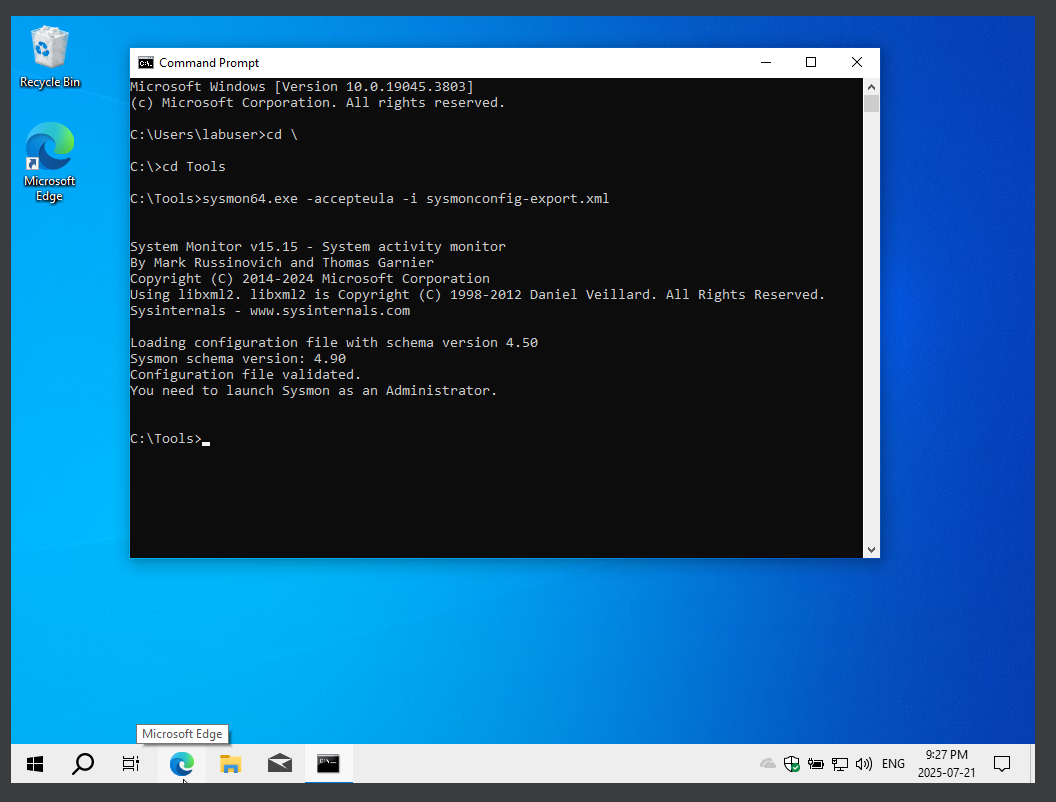 Recycle Bin
Microsoft
Edge
Command Prompt
Microsoft Windows [Version 10.0.19045.3803]
(c) Microsoft Corporation. All rights reserved.
C:\Users\labuser>cd \
C:\>cd Tools
C:\Tools>sysmon64.exe -accepteula -i sysmonconfig-export.xml
System Monitor v15.15 - System activity monitor
By Mark Russinovich and Thomas Garnier
Copyright (C) 2014-2024 Microsoft Corporation
Using libxml2. libxml2 is Copyright (C) 1998-2012 Daniel Veillard. All Rights Reserved.
Sysinternals - www.sysinternals.com
Loading configuration file with schema version 4.50
Sysmon schema version: 4.90
Configuration file validated.
You need to launch Sysmon as an Administrator.
C:\Tools>
Microsoft Edge
ENG
9:27 PM
2025-07-21